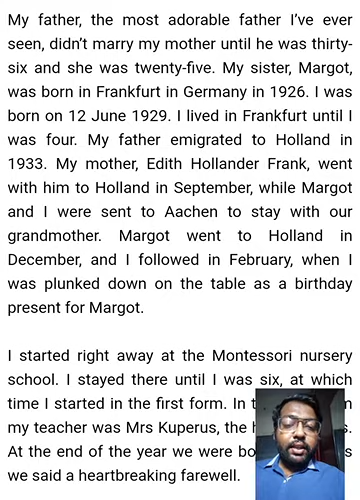 My father, the most adorable father I’ve ever
seen, didn’t marry my mother until he was thirty-
six and she was twenty-five. My sister, Margot,
was born in Frankfurt in Germany in 1926. I was
born on 12 June 1929. I lived in Frankfurt until I
was four. My father emigrated to Holland in
1933. My mother, Edith Hollander Frank, went
with him to Holland in September, while Margot
and I were sent to Aachen to stay with our
grandmother. Margot went to Holland in
December, and I followed in February, when I
was plunked down on the table as a birthday
present for Margot.
I started right away at the Montessori nursery
school. I stayed there until I was six, at which
time I started in the first form. In
my teacher was Mrs Kuperus, the
At the end of the year we were
we said a heartbreaking farewell.